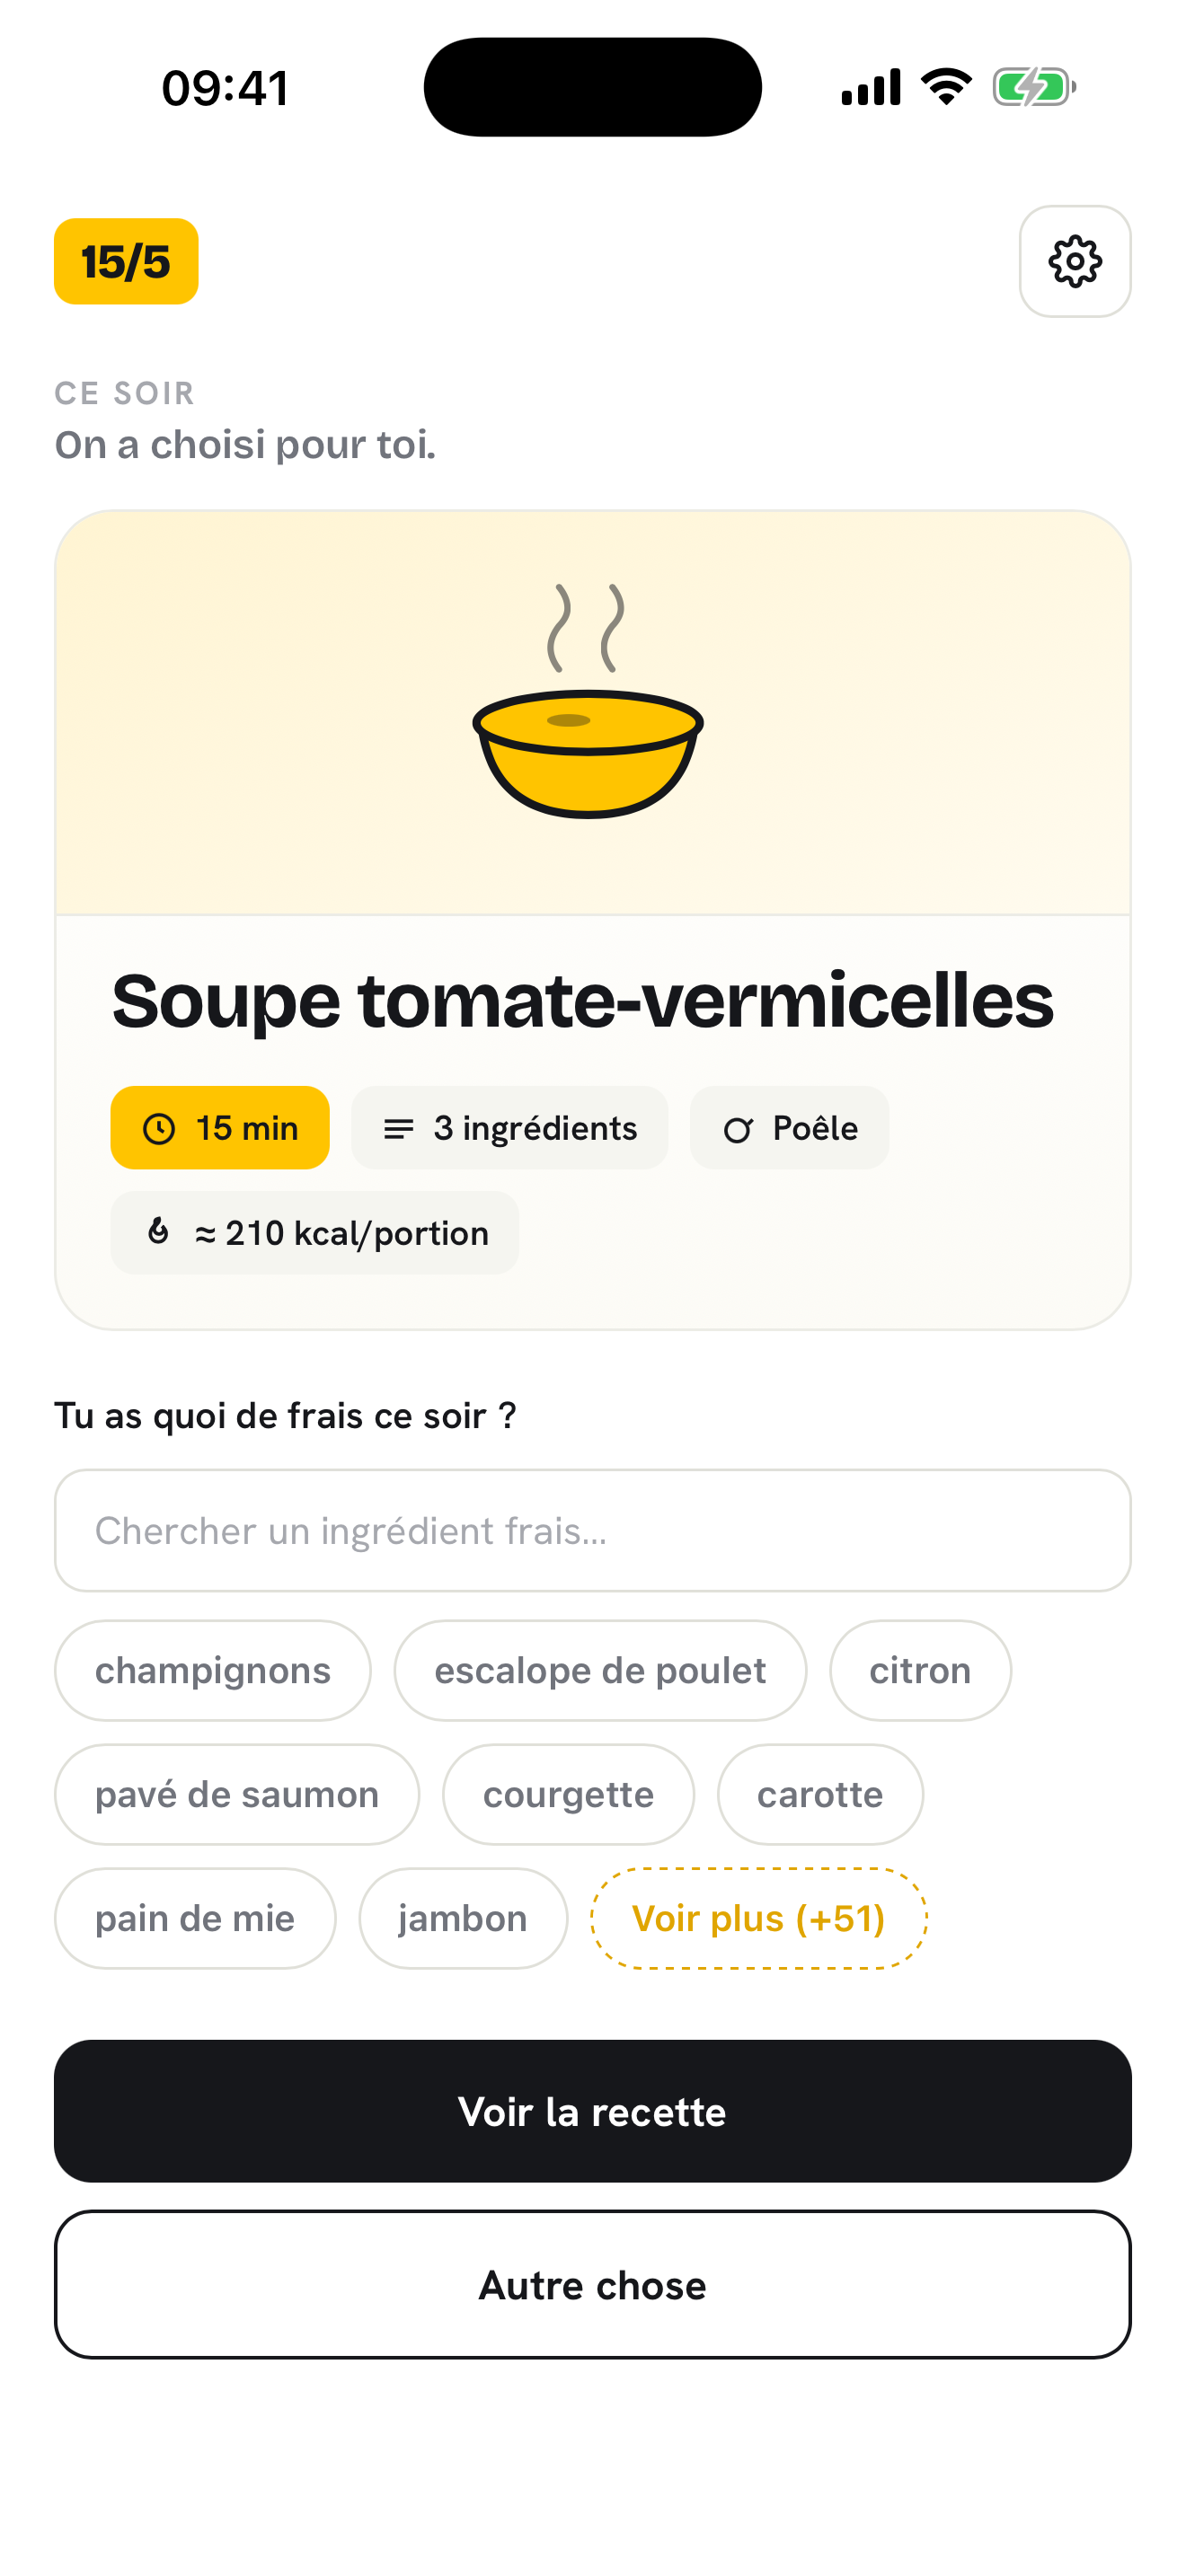 09:41
15/5
CE SOIR
On a choisi pour toi.
Soupe tomate-vermicelles
15 min
3 ingrédients
Poêle
≈ 210 kcal/portion
Tu as quoi de frais ce soir ?
Chercher un ingrédient frais...
champignons
escalope de poulet
citron
pavé de saumon
courgette
carotte
pain de mie
jambon
Voir plus (+51)
Voir la recette
Autre chose